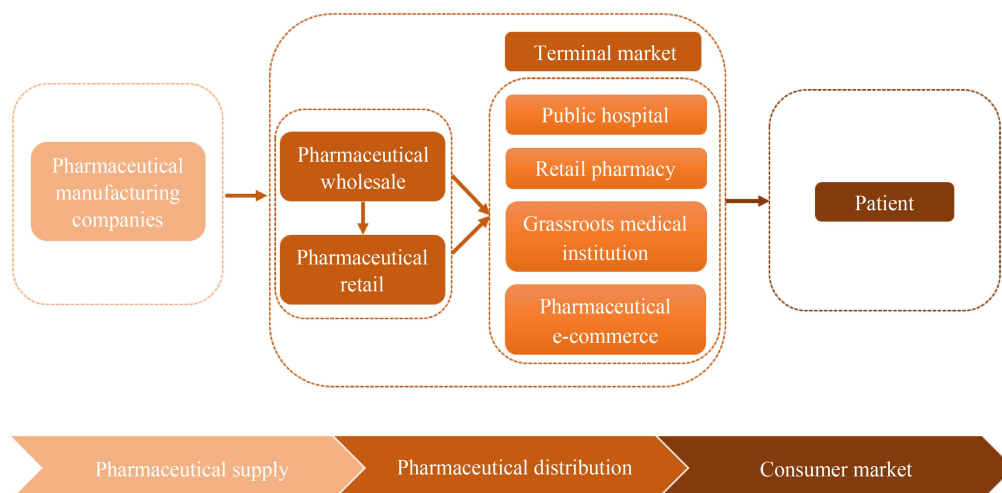 Pharmaceutical
manufacturing
companies
Pharmaceutical
wholesale
Pharmaceutical
retail
Terminal market
Public hospital
Retail pharmacy
Grassroots medical
institution
Pharmaceutical
e-commerce
Patient
Pharmaceutical supply
Pharmaceutical distribution
Consumer market